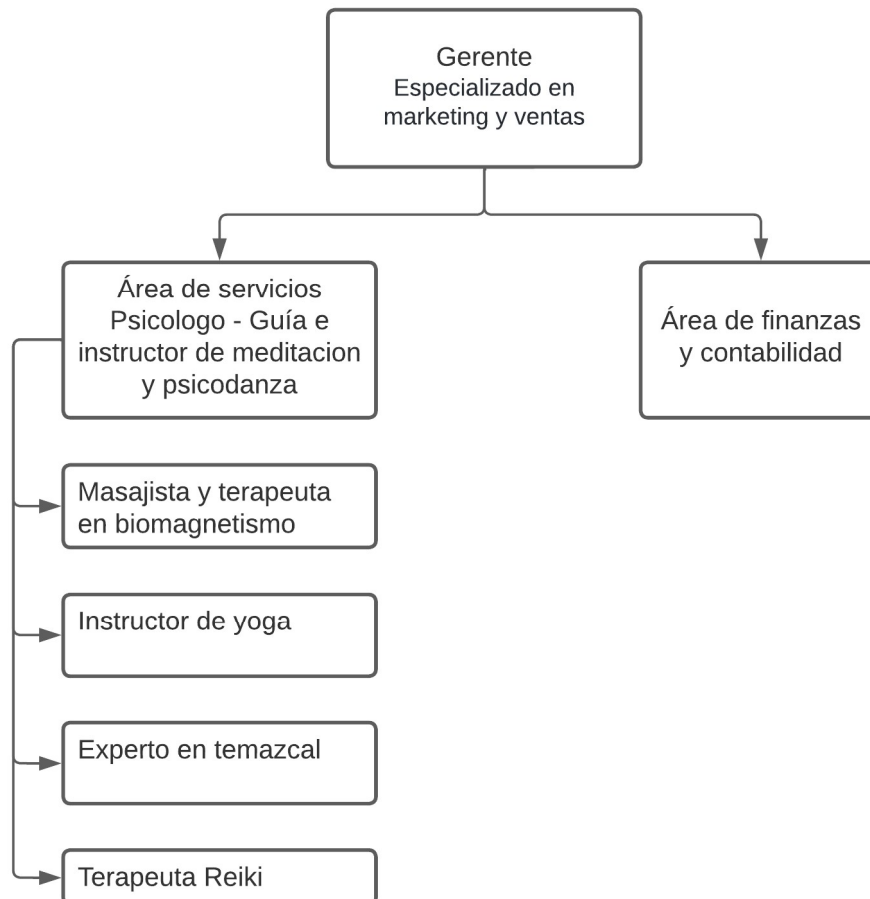 Gerente
Especializado en
marketing y ventas
Área de servicios
Psicologo - Guía e
instructor de meditacion
y psicodanza
Área de finanzas
y contabilidad
Masajista y terapeuta
en biomagnetismo
Instructor de yoga
Experto en temazcal
Terapeuta Reiki